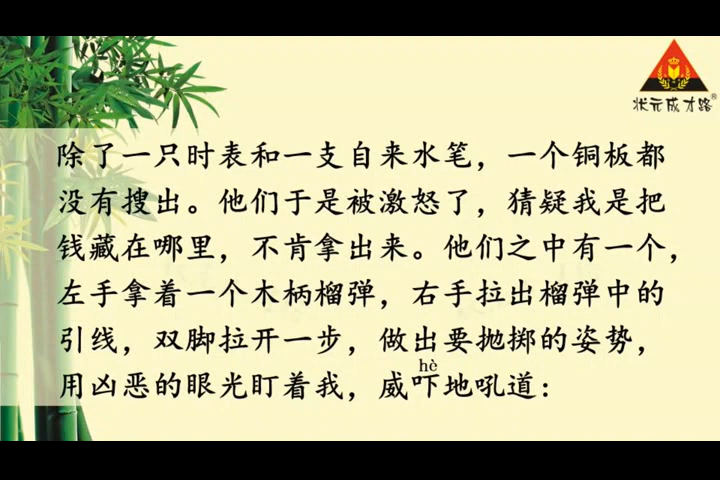 状元成才路®
除了一只时表和一支自来水笔，一个铜板都
没有搜出。他们于是被激怒了，猜疑我是把
钱藏在哪里，不肯拿出来。他们之中有一个，
左手拿着一个木柄榴弹，右手拉出榴弹中的
引线，双脚拉开一步，做出要抛掷的姿势，
hè
用凶恶的眼光盯着我，威吓地吼道：